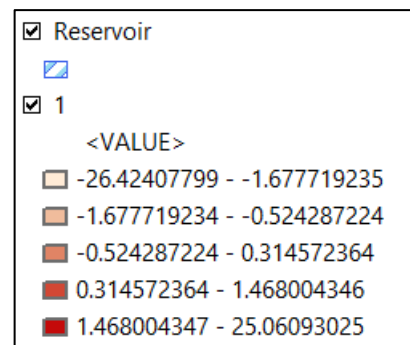 Reservoir
1
<VALUE>
-26.42407799 - -1.677719235
-1.677719234 - -0.524287224
-0.524287224 - 0.314572364
0.314572364 - 1.468004346
1.468004347 - 25.06093025